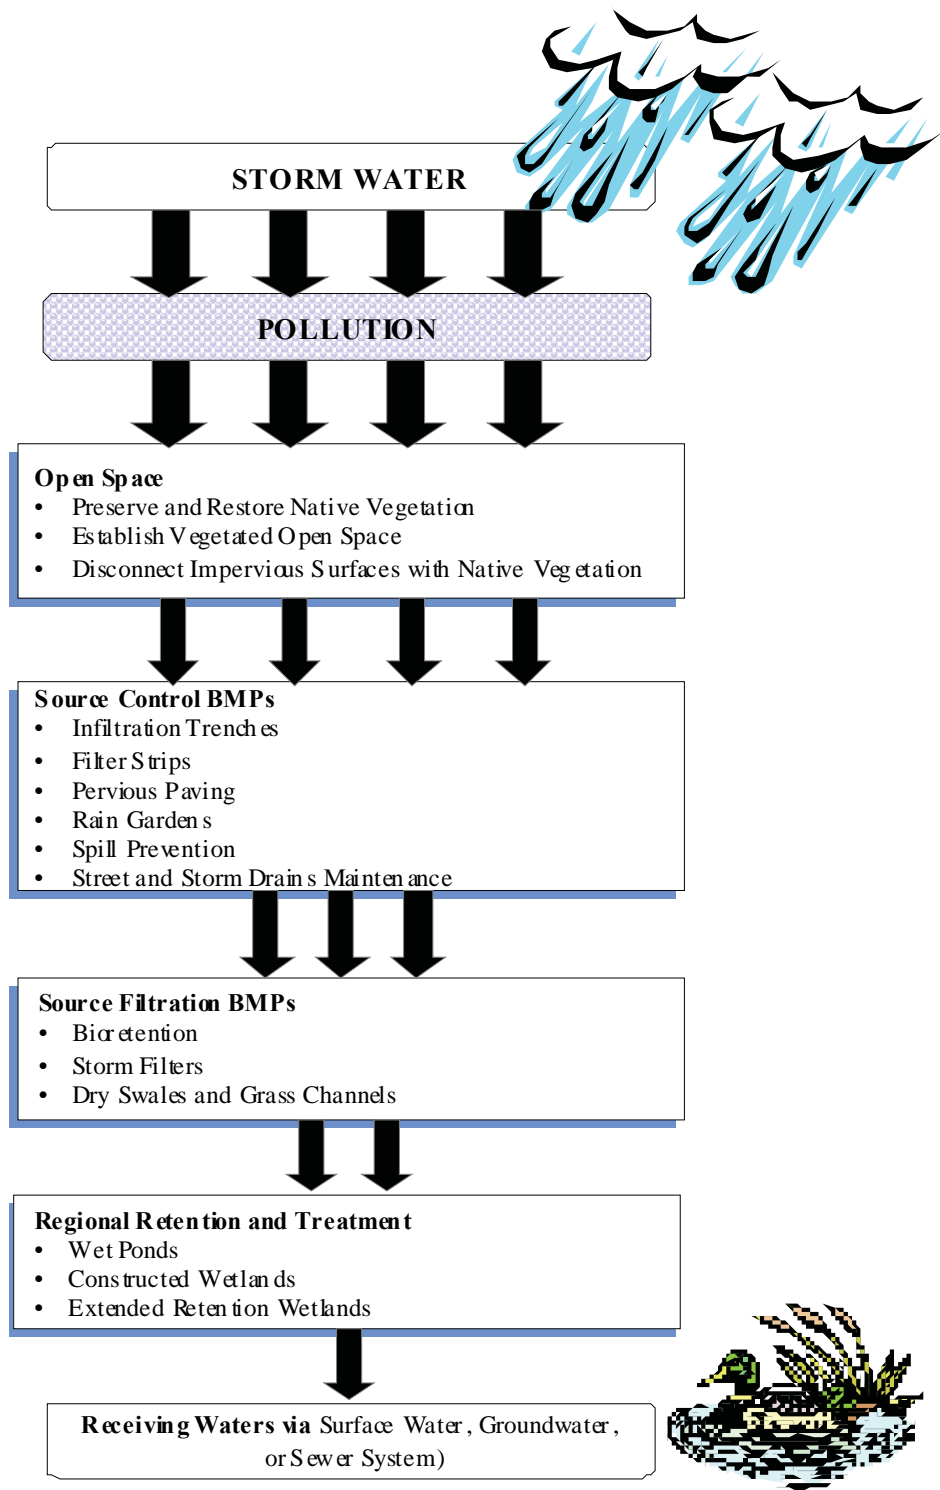 STORM WATER
POLLUTION
Open Space
• Preserve and Restore Native Vegetation
• Establish Vegetated Open Space
• Disconnect Impervious Surfaces with Native Vegetation
Source Control BMPs
• Infiltration Trenches
• Filter Strips
• Pervious Paving
• Rain Gardens
• Spill Prevention
• Street and Storm Drains Maintenance
Source Filtration BMPs
• Bioretention
• Storm Filters
• Dry Swales and Grass Channels
Regional Retention and Treatment
• Wet Ponds
• Constructed Wetlands
• Extended Retention Wetlands
Receiving Waters via Surface Water, Groundwater,
or Sewer System)